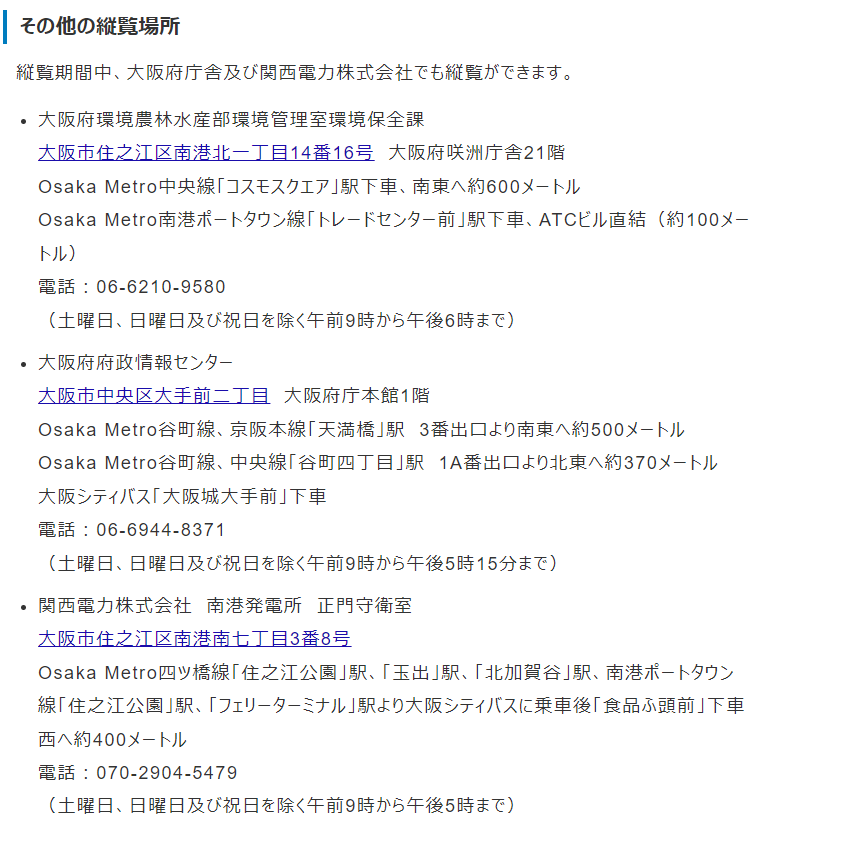 その他の縦覧場所
縦覧期間中、大阪府庁舎及び関西電力株式会社でも縦覧ができます。
• 大阪府環境農林水産部環境管理室環境保全課
大阪市住之江区南港北一丁目14番16号　大阪府咲洲庁舎21階
Osaka Metro中央線「コスモスクエア」駅下車、南東へ約600メートル
Osaka Metro南港ポートタウン線「トレードセンター前」駅下車、ATCビル直結（約100メー
トル）
電話：06-6210-9580
（土曜日、日曜日及び祝日を除く午前9時から午後6時まで）
• 大阪府府政情報センター
大阪市中央区大手前二丁目　大阪府庁本館1階
Osaka Metro谷町線、京阪本線「天満橋」駅　3番出口より南東へ約500メートル
Osaka Metro谷町線、中央線「谷町四丁目」駅　1A番出口より北東へ約370メートル
大阪シティバス「大阪城大手前」下車
電話：06-6944-8371
（土曜日、日曜日及び祝日を除く午前9時から午後5時15分まで）
• 関西電力株式会社　南港発電所　正門守衛室
大阪市住之江区南港南七丁目3番8号
Osaka Metro四ツ橋線「住之江公園」駅、「玉出」駅、「北加賀谷」駅、南港ポートタウン
線「住之江公園」駅、「フェリーターミナル」駅より大阪シティバスに乗車後「食品ふ頭前」下車
西へ約400メートル
電話：070-2904-5479
（土曜日、日曜日及び祝日を除く午前9時から午後5時まで）